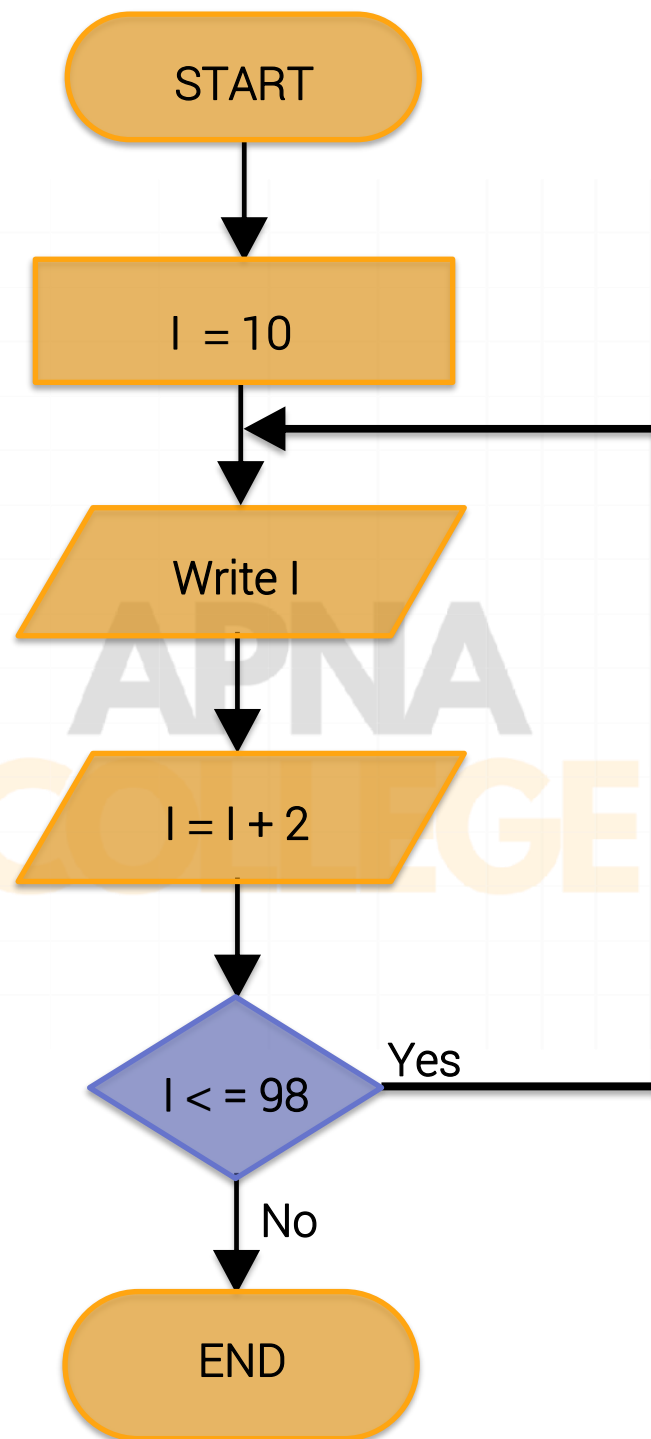 START
I = 10
Write I
APNA
I = I + 2
COLLEGE
I < = 98
Yes
No
END